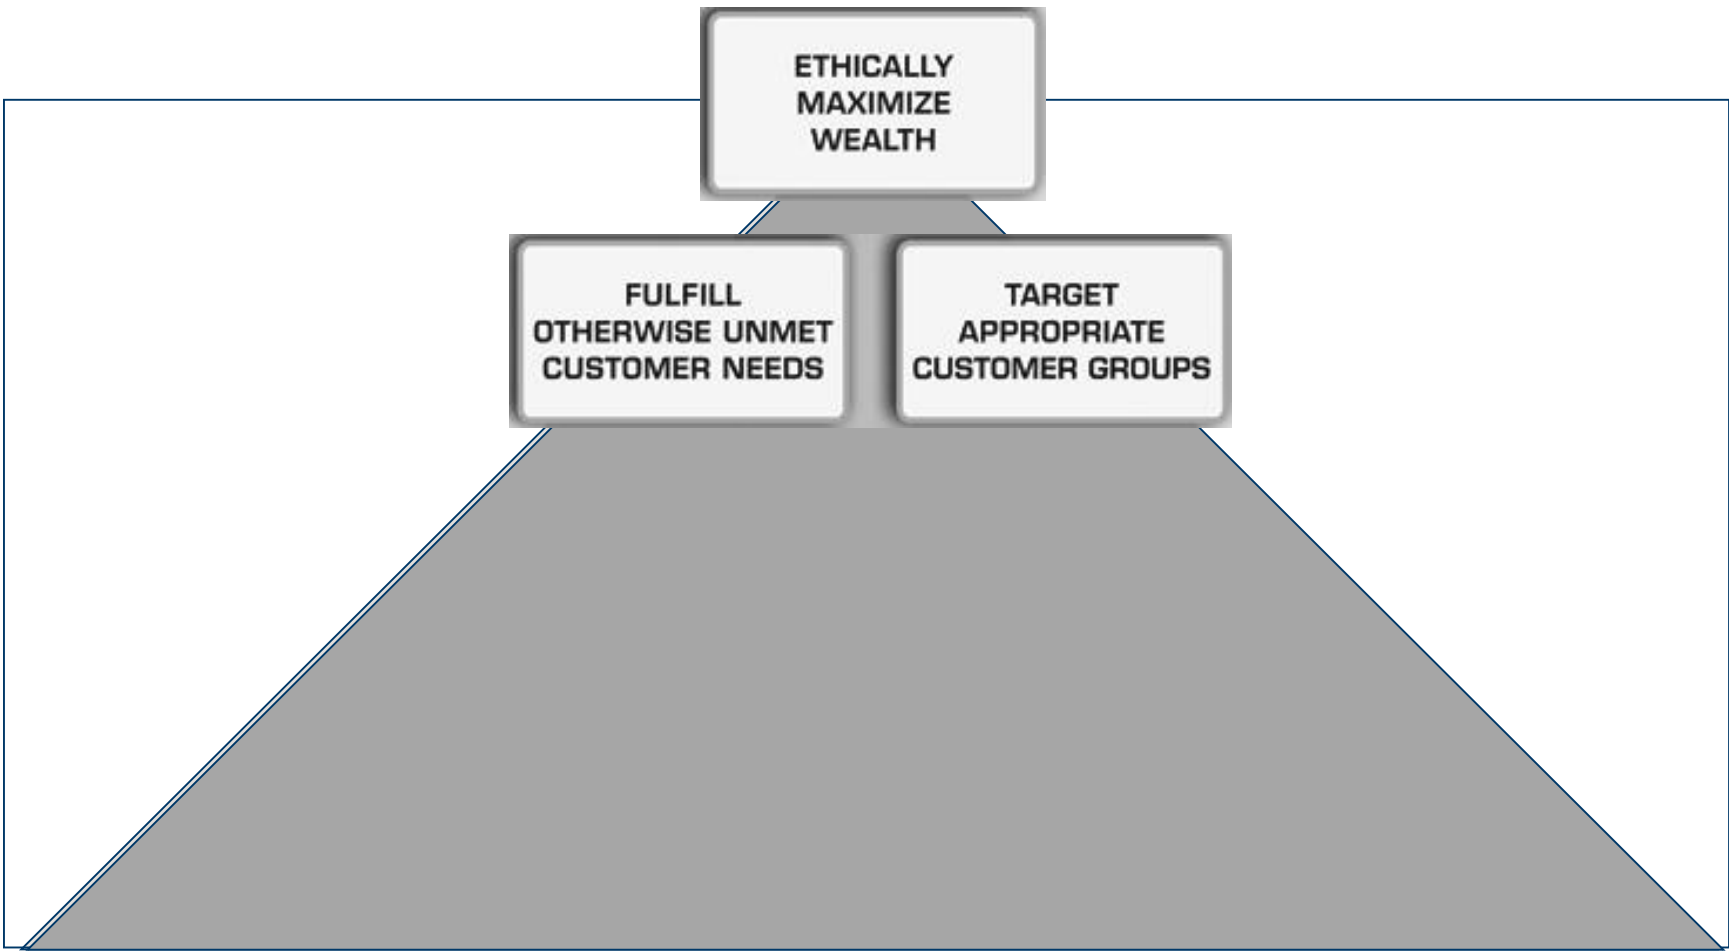 ETHICALLY
MAXIMIZE
WEALTH
FULFILL
OTHERWISE UNMET
CUSTOMER NEEDS
TARGET
APPROPRIATE
CUSTOMER GROUPS